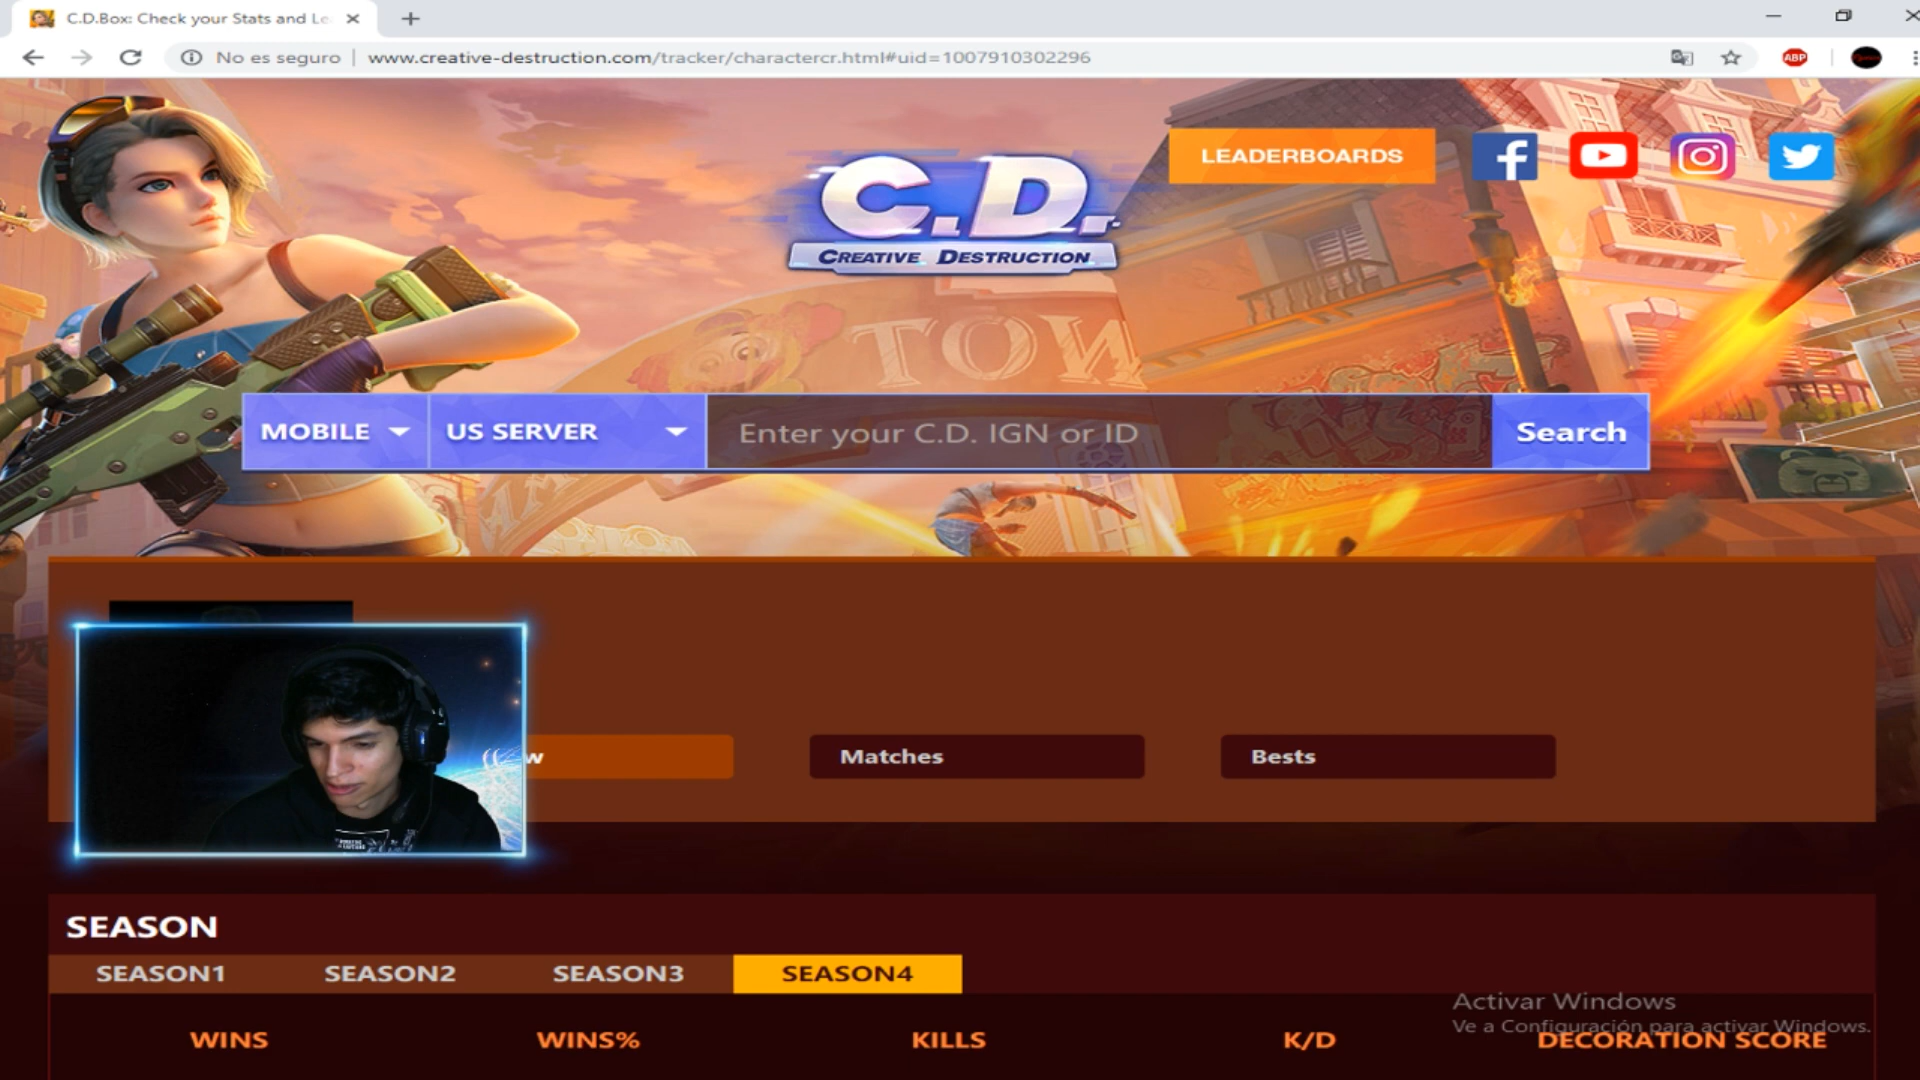 C.D.Box: Check your Stats and Le
No es seguro | www.creative-destruction.com/tracker/charactercr.html#uid=1007910302296
ABP
LEADERBOARDS
C.D.
CREATIVE DESTRUCTION
TOW
MOBILE
US SERVER
Enter your C.D. IGN or ID
Search
w
Matches
Bests
SEASON
SEASON1
SEASON2
SEASON3
SEASON4
Activar Windows
Ve a Configuración para activar Windows.
WINS
WINS%
KILLS
K/D
DECORATION SCORE